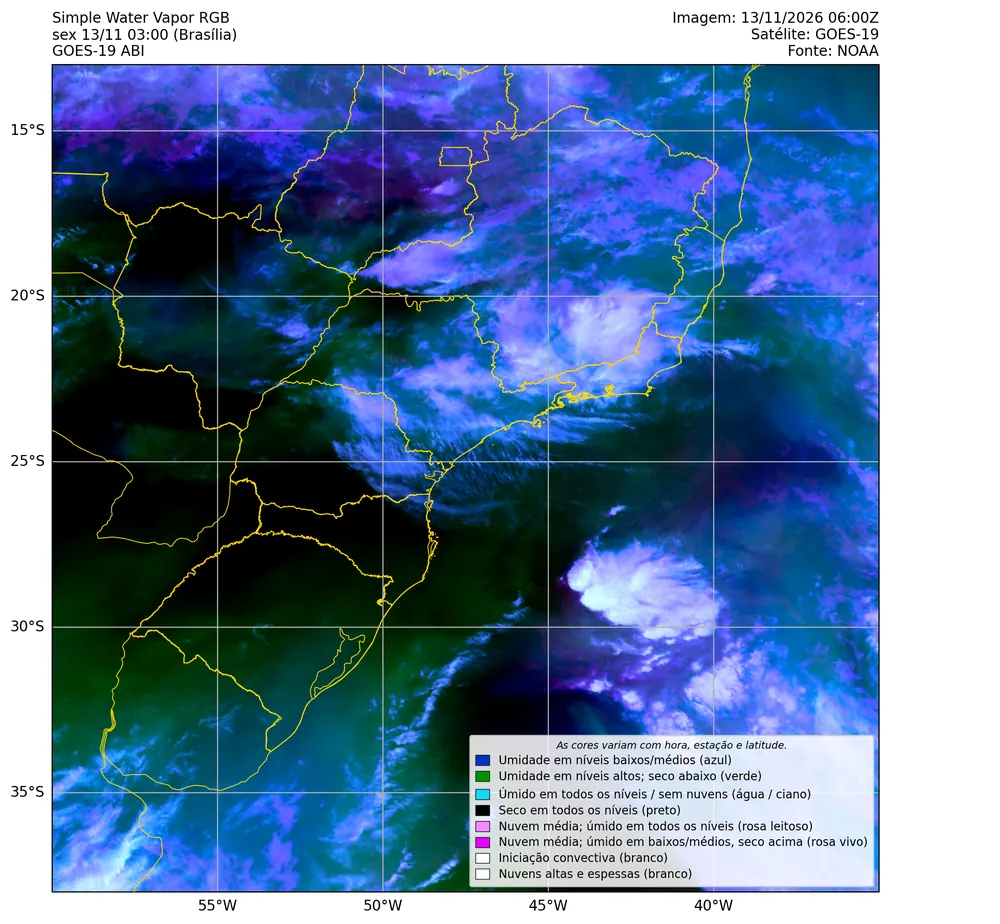 Simple Water Vapor RGB
sex 13/11 03:00 (Brasília)
GOES-19 ABI
Imagem: 13/11/2026 06:00Z
Satélite: GOES-19
Fonte: NOAA
15°S
20°S
25°S
30°S
35°S
55°W
50°W
45°W
40°W
As cores variam com hora, estação e latitude.
Umidade em níveis baixos/médios (azul)
Umidade em níveis altos; seco abaixo (verde)
Úmido em todos os níveis / sem nuvens (água / ciano)
Seco em todos os níveis (preto)
Nuvem média; úmido em todos os níveis (rosa leitoso)
Nuvem média; úmido em baixos/médios, seco acima (rosa vivo)
Iniciação convectiva (branco)
Nuvens altas e espessas (branco)